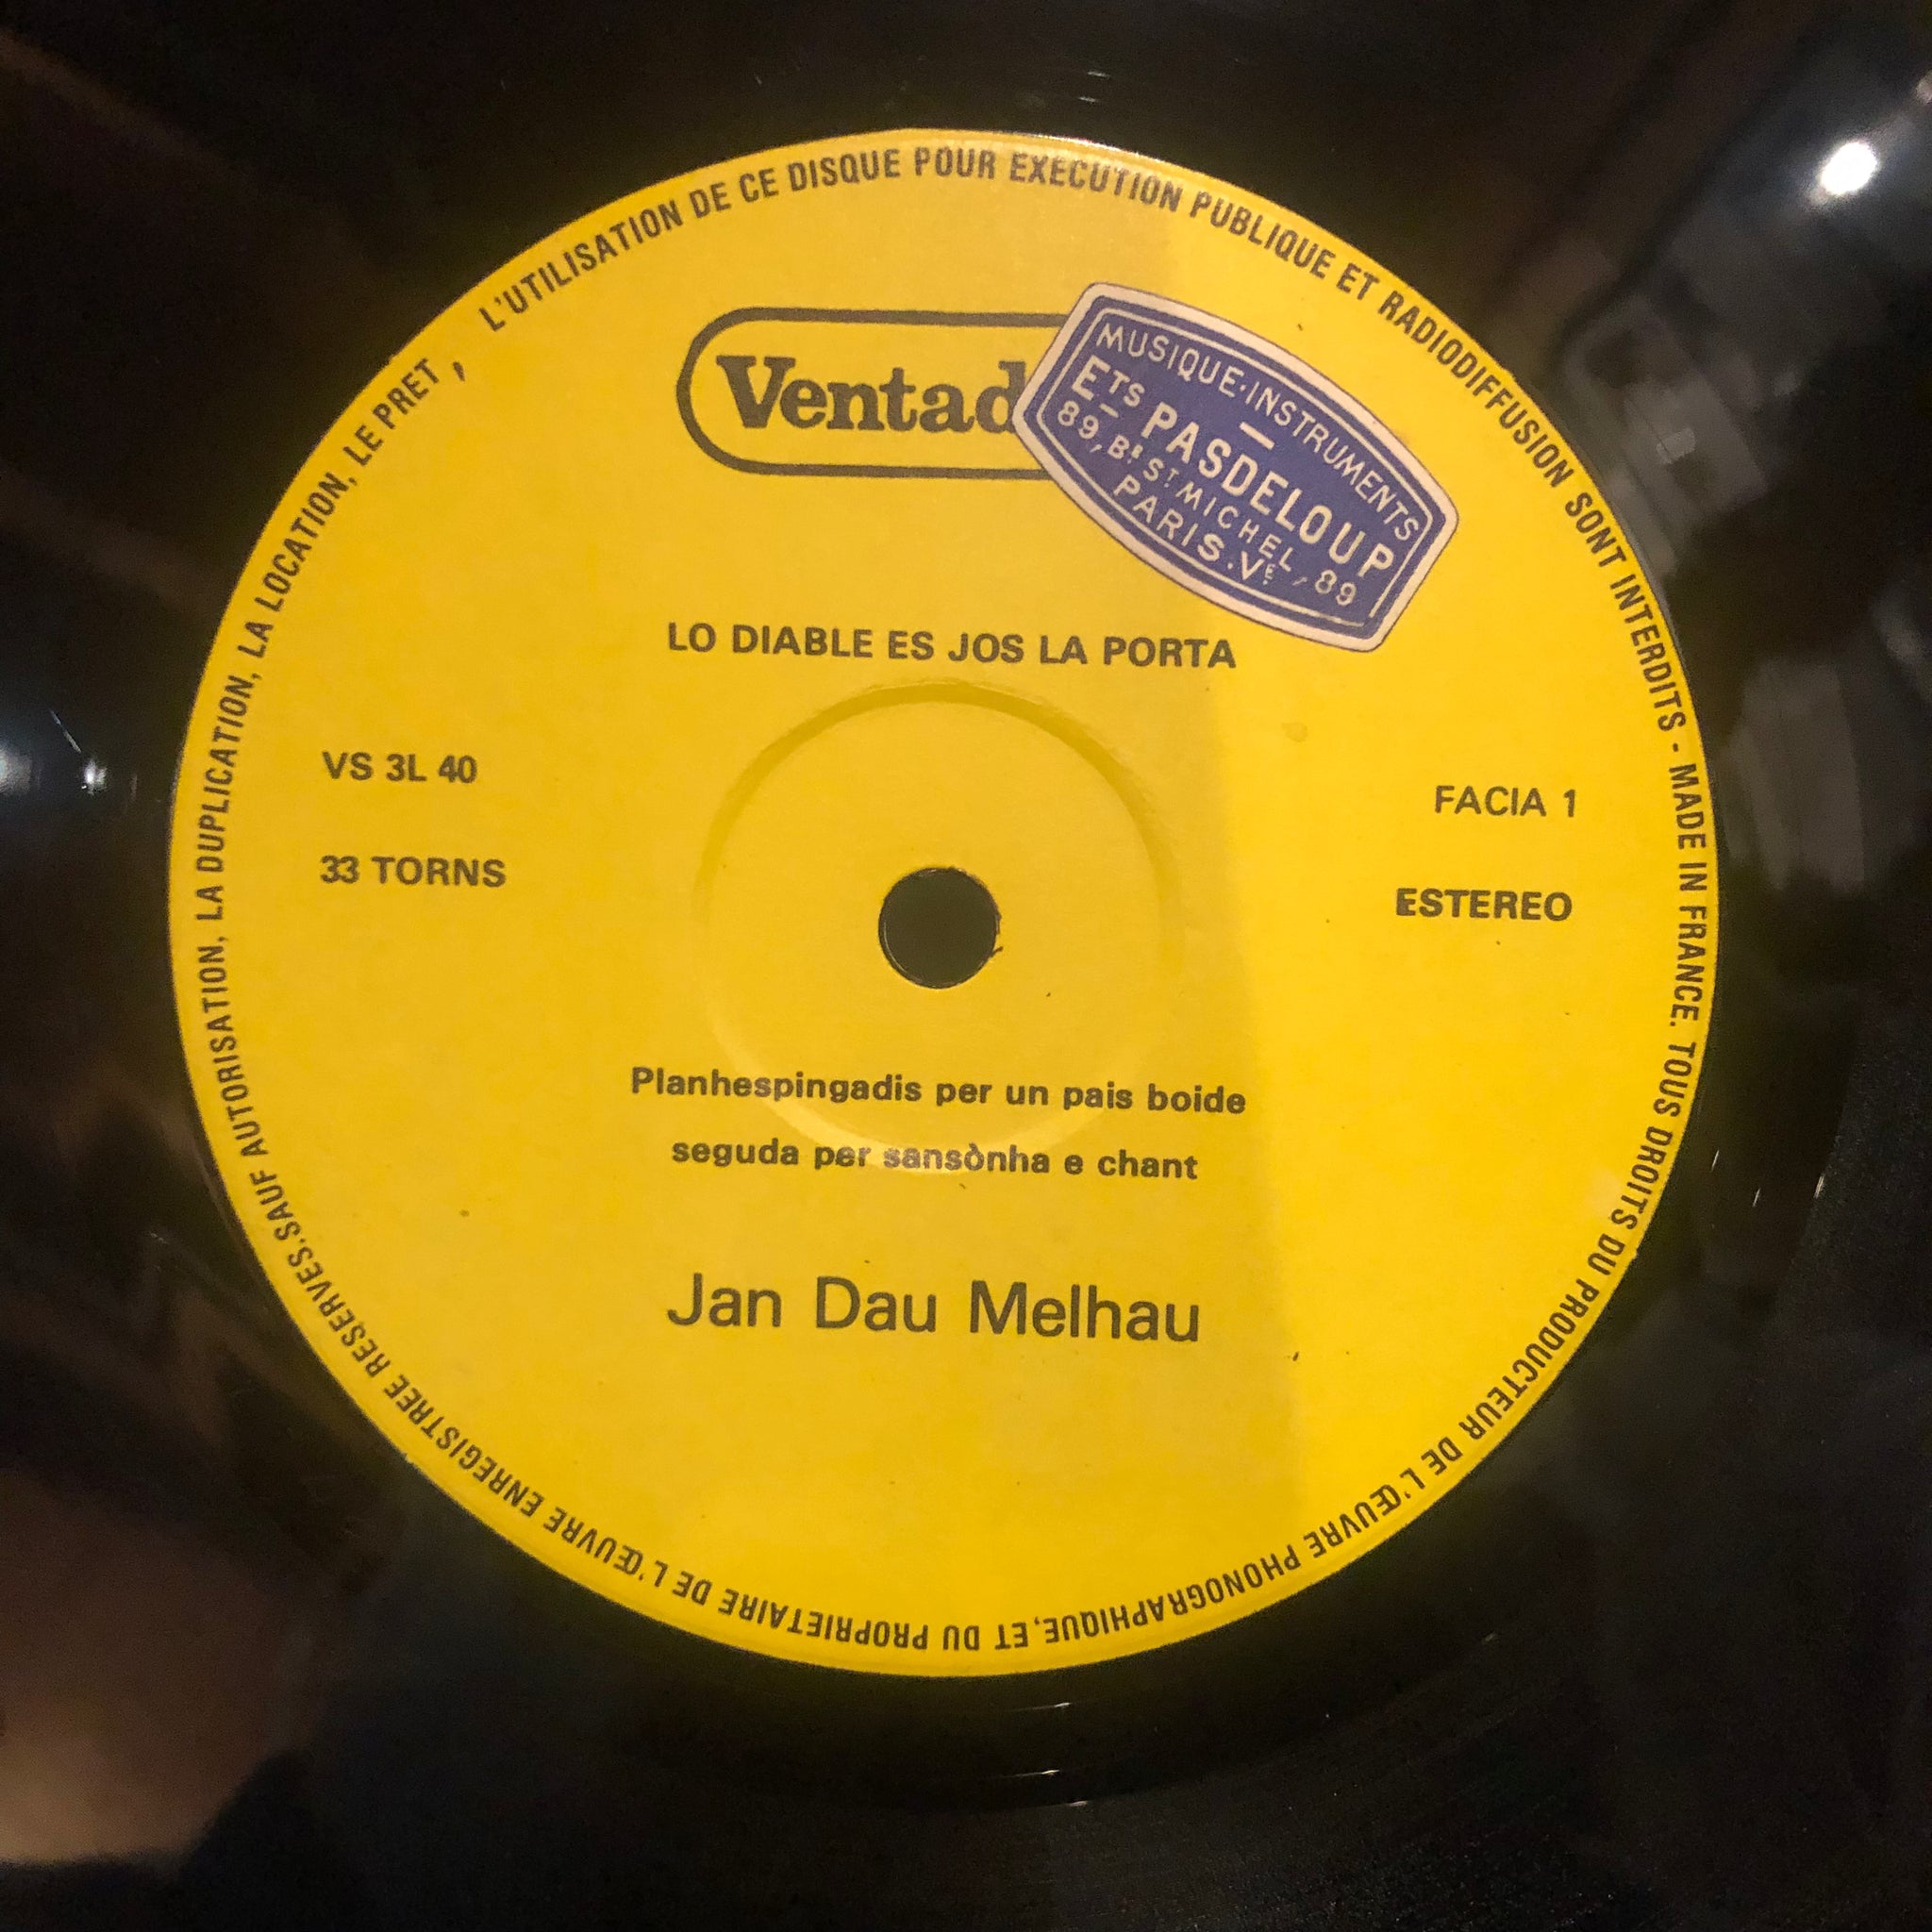 L'UTILISATION DE CE DISQUE POUR EXECUTION PUBLIQUE ET RADIODIFFUSION SONT INTERDITS - MADE IN FRANCE. TOUS DROITS DU PRODUCTEUR DE L'ŒUVRE PHONOGRAPHIQUE, ET DU PROPRIETAIRE DE L'ŒUVRE ENREGISTREE RESERVES. SAUF AUTORISATION, LA DUPLICATION, LA LOCATION, LE PRET,
Ventad
MUSIQUE·INSTRUMENTS
ETS PASDELOUP
89, Bd ST MICHEL, 89
PARIS.VE
LO DIABLE ES JOS LA PORTA
VS 3L 40
FACIA 1
33 TORNS
ESTEREO
Planhespingadis per un pais boide
seguda per sansònha e chant
Jan Dau Melhau